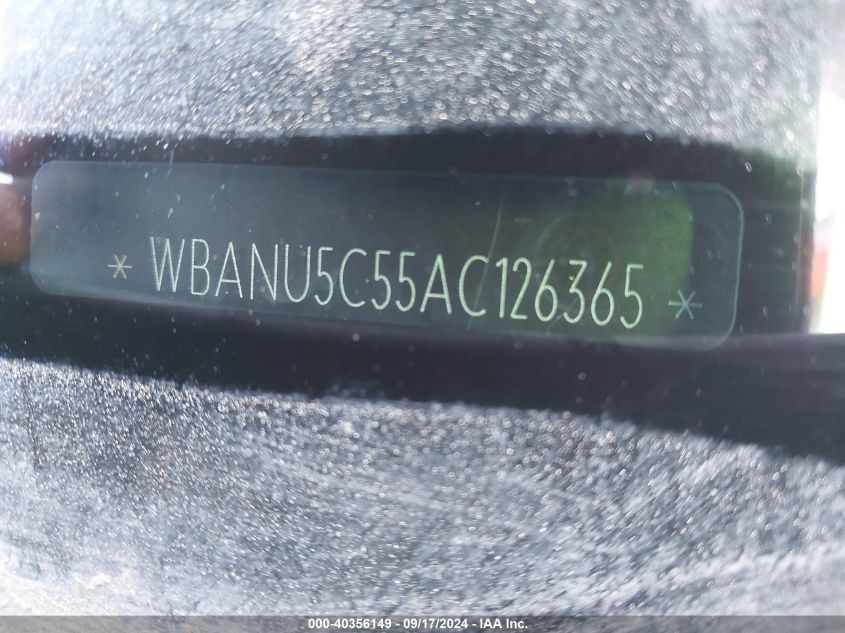 * WBANU5C55AC126365 *
000-40356149 - 09/17/2024 - IAA Inc.